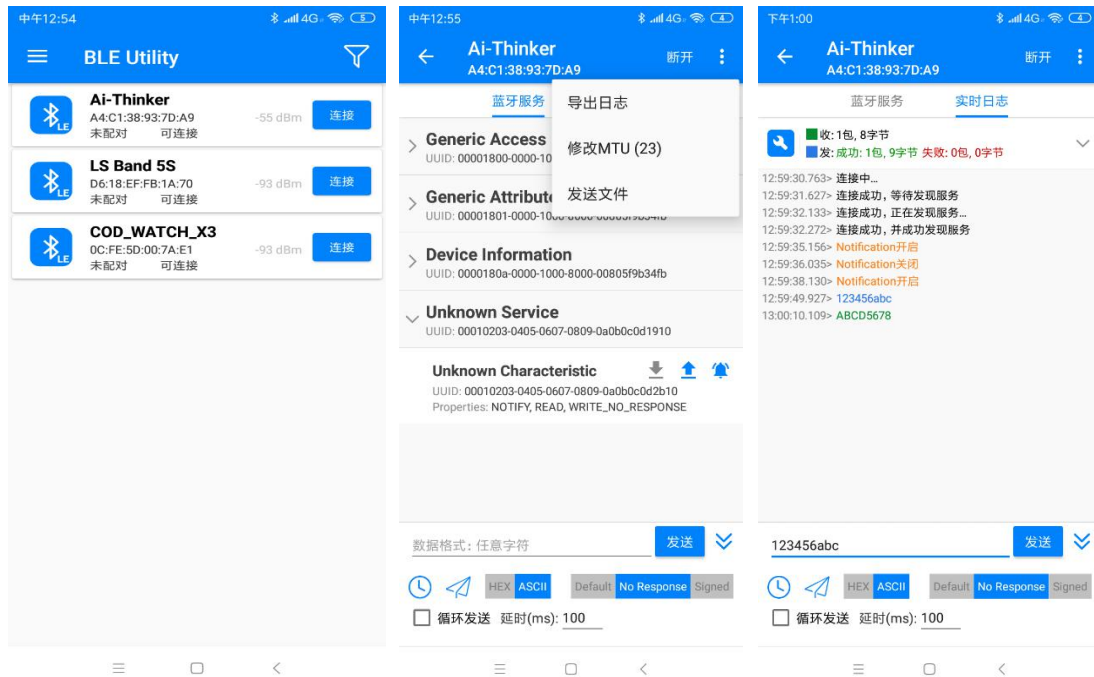 中午12:54
4G
5
BLE Utility
Ai-Thinker
A4:C1:38:93:7D:A9
未配对 可连接
-55 dBm
连接
LE
LS Band 5S
D6:18:EF:FB:1A:70
未配对 可连接
-93 dBm
连接
LE
COD_WATCH_X3
0C:FE:5D:00:7A:E1
未配对 可连接
-93 dBm
连接
LE
中午12:55
4G
4
Ai-Thinker
A4:C1:38:93:7D:A9
断开
蓝牙服务
导出日志
修改MTU (23)
发送文件
Generic Access
UUID: 00001800-0000-10
Generic Attribute
UUID: 00001801-0000-1000-8000-00805f9b34fb
Device Information
UUID: 0000180a-0000-1000-8000-00805f9b34fb
Unknown Service
UUID: 00010203-0405-0607-0809-0a0b0c0d1910
Unknown Characteristic
UUID: 00010203-0405-0607-0809-0a0b0c0d2b10
Properties: NOTIFY, READ, WRITE_NO_RESPONSE
数据格式: 任意字符
发送
HEX ASCII Default No Response Signed
循环发送 延时(ms): 100
下午1:00
4G
4
Ai-Thinker
A4:C1:38:93:7D:A9
断开
蓝牙服务 实时日志
收: 1包, 8字节
发: 成功: 1包, 9字节 失败: 0包, 0字节
12:59:30.763> 连接中...
12:59:31.627> 连接成功, 等待发现服务
12:59:32.133> 连接成功, 正在发现服务...
12:59:32.272> 连接成功, 并成功发现服务
12:59:35.156> Notification开启
12:59:36.035> Notification关闭
12:59:38.130> Notification开启
12:59:49.927> 123456abc
13:00:10.109> ABCD5678
123456abc
发送
HEX ASCII Default No Response Signed
循环发送 延时(ms): 100